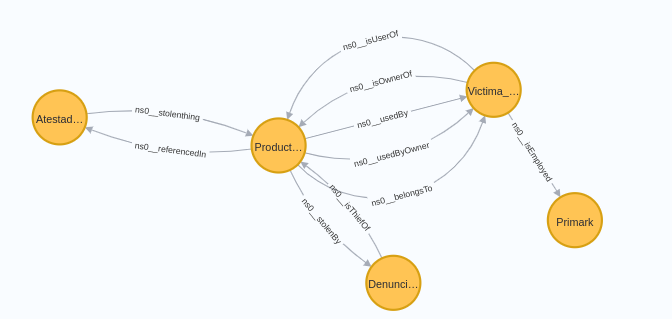 ns0__isUserOf
ns0__isOwnerOf
Victima_...
Atestad...
ns0__stolenthing
ns0__usedBy
ns0__referencedIn
Product...
ns0__usedByOwner
ns0__isEmployed
ns0__belongsTo
ns0__isThiefOf
ns0__stolenBy
Primark
Denunci...